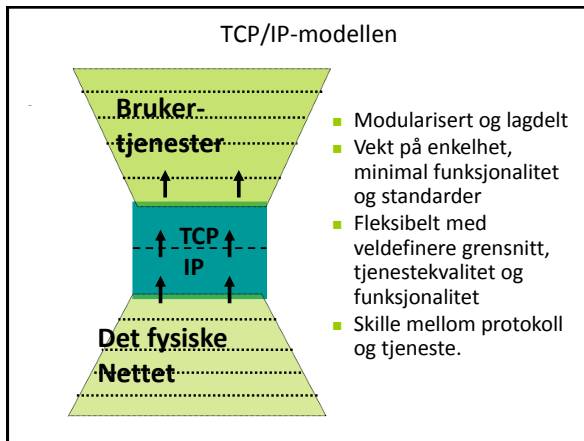 TCP/IP-modellen
Bruker-
tjenester
TCP
IP
Det fysiske
Nettet
Modularisert og lagdelt
Vekt på enkelhet,
minimal funksjonalitet
og standarder
Fleksibelt med
veldefinere grensnitt,
tjenestekvalitet og
funksjonalitet
Skille mellom protokoll
og tjeneste.